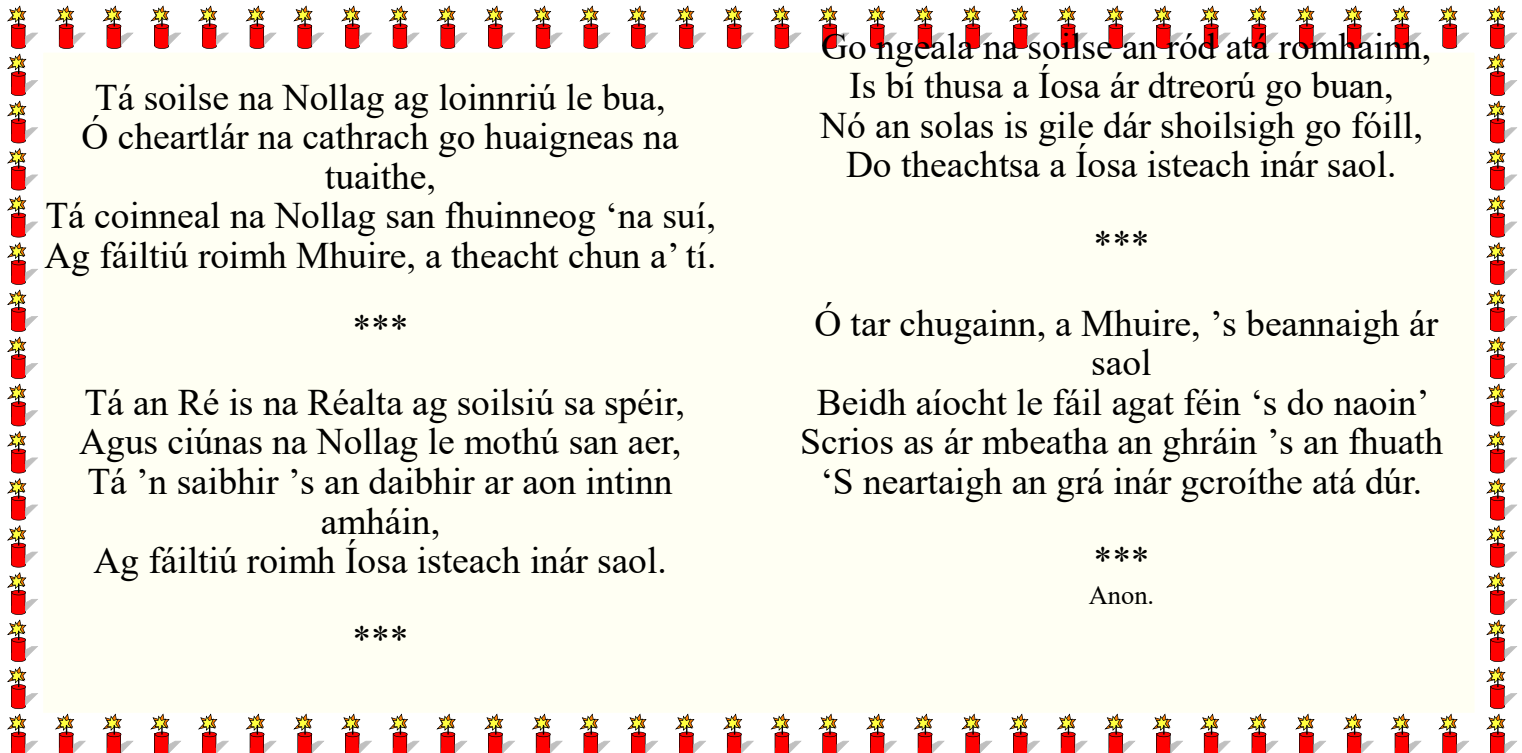 Tá soilse na Nollag ag loinnriú le bua,
Ó cheartlár na cathrach go huaigneas na
tuaithe,
Tá coinneal na Nollag san fhuinneog ‘na suí,
Ag fáiltiú roimh Mhuire, a theacht chun a’ tí.
***
Tá an Ré is na Réalta ag soilsiú sa spéir,
Agus ciúnas na Nollag le mothú san aer,
Tá ’n saibhir ’s an daibhir ar aon intinn
amháin,
Ag fáiltiú roimh Íosa isteach inár saol.
***
Go ngeala na soilse an ród atá romhainn,
Is bí thusa a Íosa ár dtreorú go buan,
Nó an solas is gile dár shoilsigh go fóill,
Do theachtsa a Íosa isteach inár saol.
***
Ó tar chugainn, a Mhuire, ’s beannaigh ár
saol
Beidh aíocht le fáil agat féin ‘s do naoin’
Scrios as ár mbeatha an ghráin ’s an fhuath
‘S neartaigh an grá inár gcroíthe atá dúr.
***
Anon.